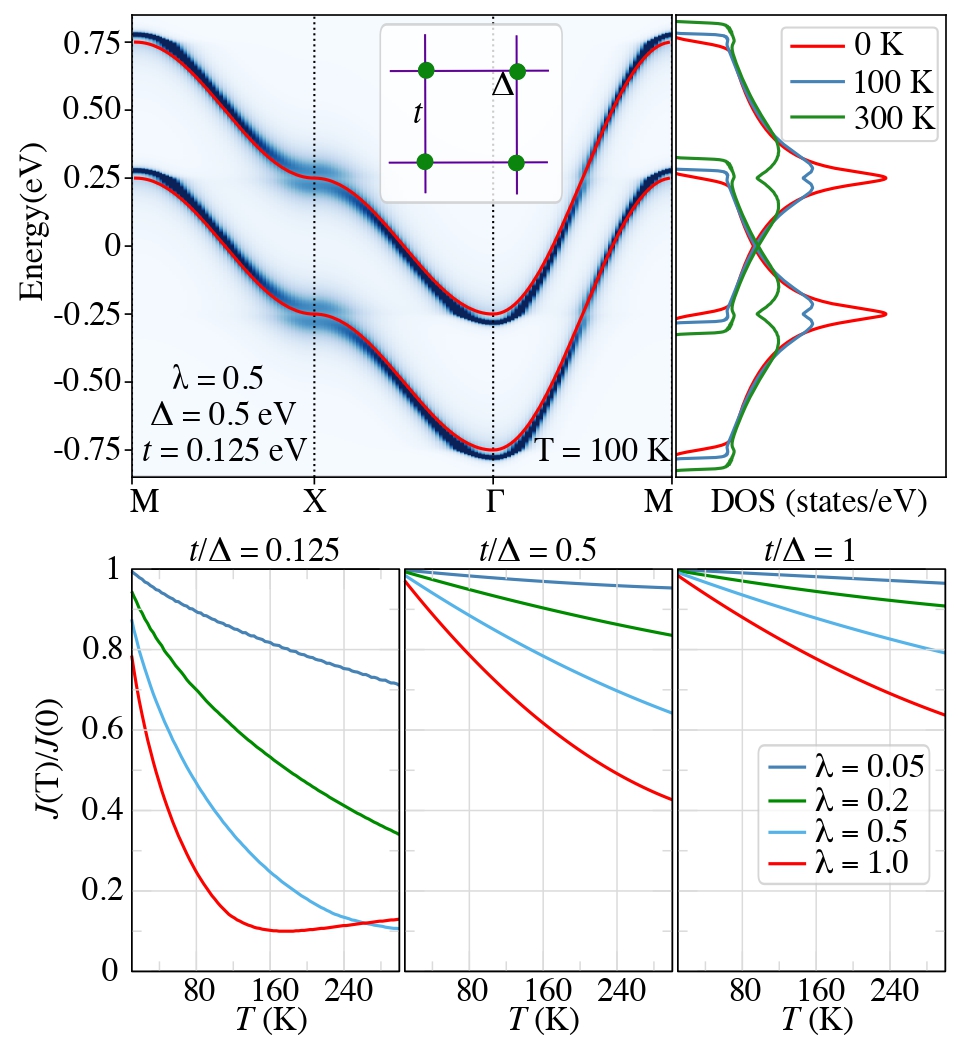 Energy(eV)
0.75
0.50
0.25
0
-0.25
-0.50
-0.75
t
Δ
λ = 0.5
Δ = 0.5 eV
t = 0.125 eV
T = 100 K
M
X
Γ
M
0 K
100 K
300 K
DOS (states/eV)
t/Δ = 0.125
t/Δ = 0.5
t/Δ = 1
J(T)/J(0)
1
0.8
0.6
0.4
0.2
0
λ = 0.05
λ = 0.2
λ = 0.5
λ = 1.0
80 160 240
80 160 240
80 160 240
T (K)
T (K)
T (K)